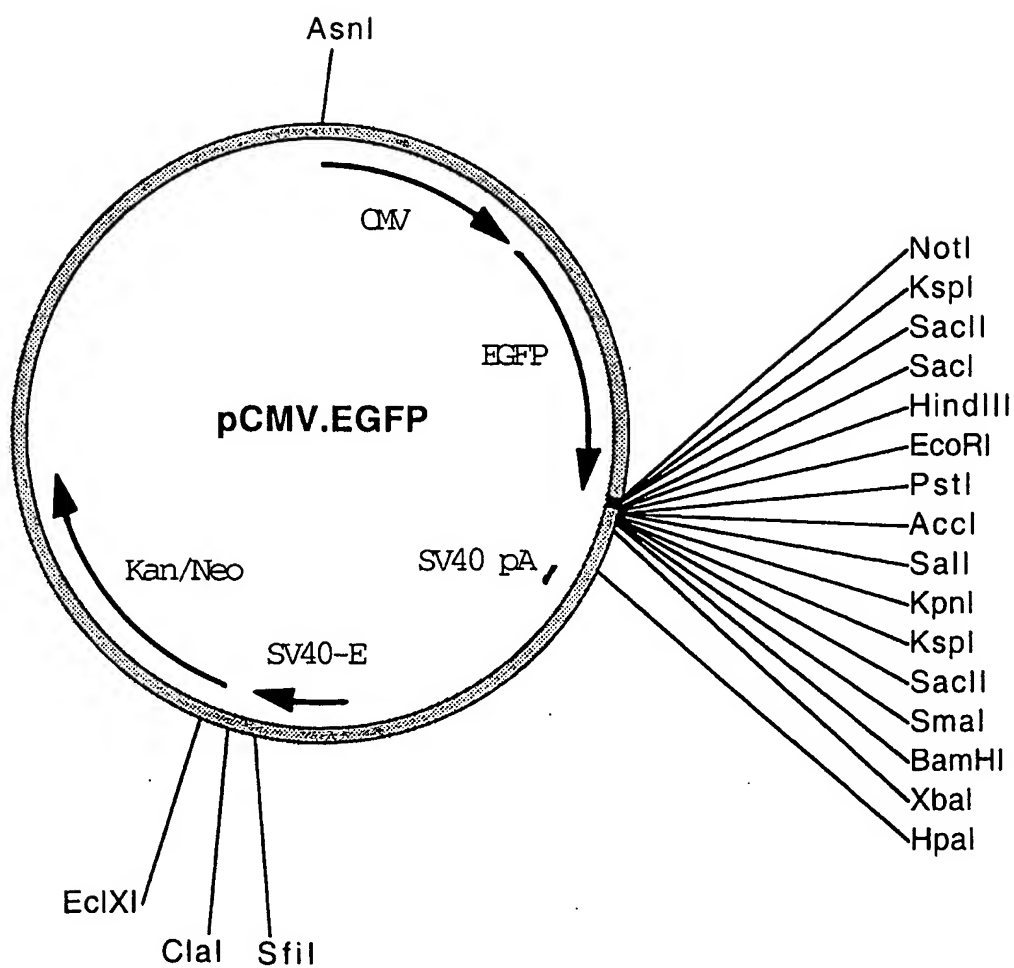 AsnI
CMV
EGFP
pCMV.EGFP
Kan/Neo
SV40 pA
SV40-E
NotI
KspI
SacII
SacI
HindIII
EcoRI
PstI
AccI
SalI
KpnI
KspI
SacII
SmaI
BamHI
XbaI
HpaI
EclXI
ClaI
SfiI